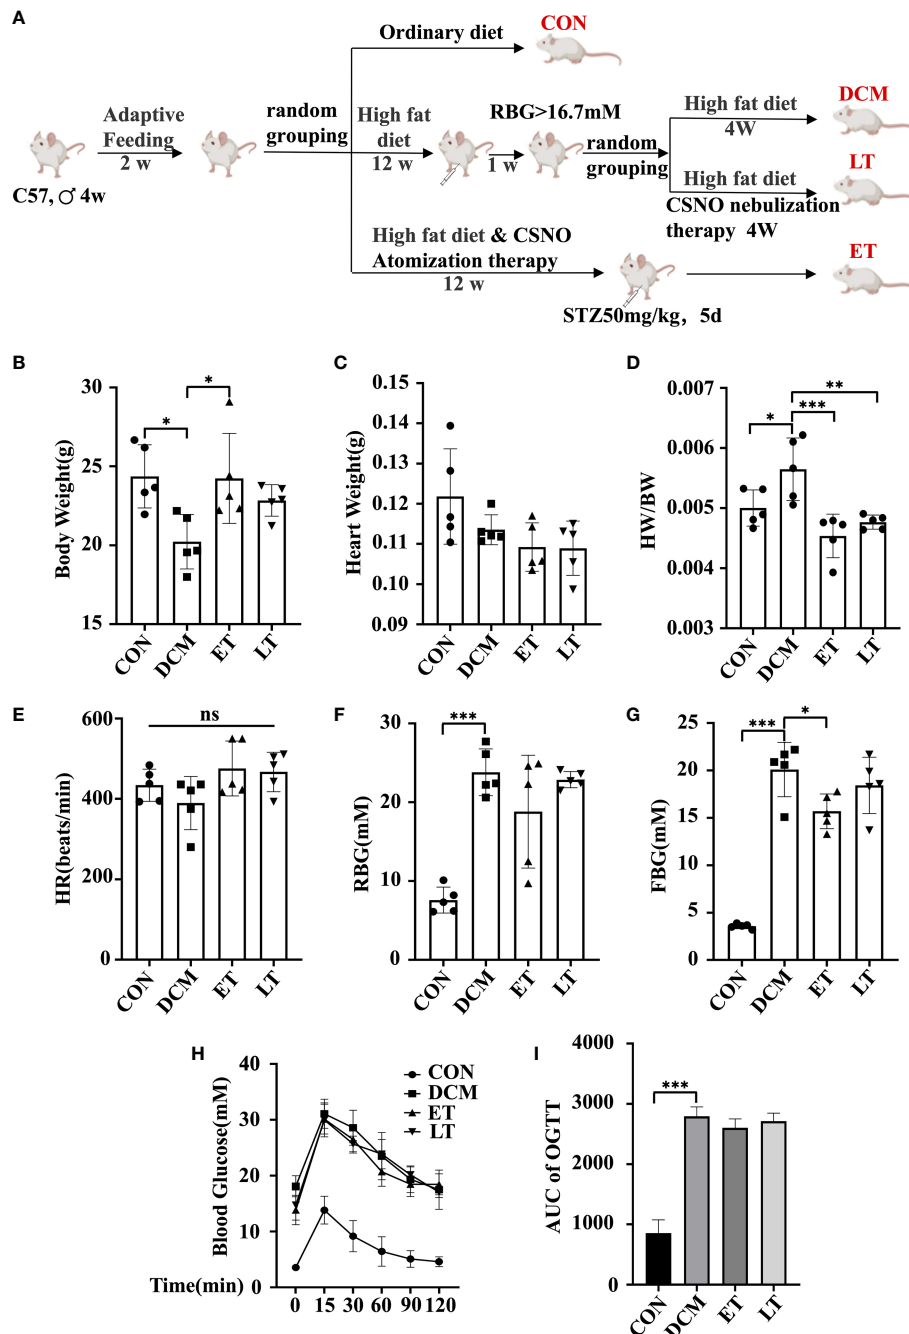 A
Ordinary diet
CON
Adaptive
Feeding
2 w
random
grouping
High fat
diet
12 w
RBG>16.7mM
1 w
random
grouping
High fat diet
4W
DCM
High fat diet
CSNO nebulization
therapy 4W
LT
C57, ♂ 4w
High fat diet & CSNO
Atomization therapy
12 w
STZ50mg/kg, 5d
ET
B
Body Weight(g)
30
25
20
15
*
*
CON
DCM
ET
LT
C
Heart Weight(g)
0.15
0.14
0.13
0.12
0.11
0.10
0.09
CON
DCM
ET
LT
D
HW/BW
0.007
0.006
0.005
0.004
0.003
*
***
**
CON
DCM
ET
LT
E
HR(beats/min)
600
400
200
0
ns
CON
DCM
ET
LT
F
RBG(mM)
30
20
10
0
***
CON
DCM
ET
LT
G
FBG(mM)
25
20
15
10
5
0
***
*
CON
DCM
ET
LT
H
Blood Glucose(mM)
40
30
20
10
0
CON
DCM
ET
LT
Time(min)
0 15 30 60 90 120
I
AUC of OGTT
4000
3000
2000
1000
0
***
CON
DCM
ET
LT